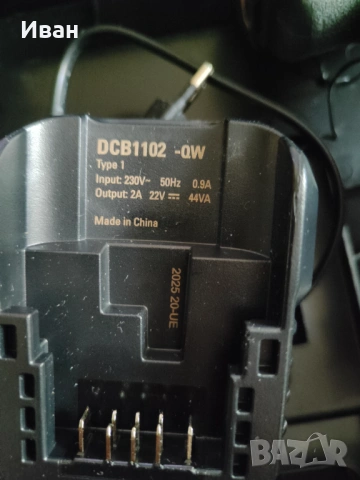 Иван
DCB1102 -QW
Type 1
Input: 230V~ 50Hz 0.9A
Output: 2A 22V⎓ 44VA
Made in China
2025 20-UE
BAZAR